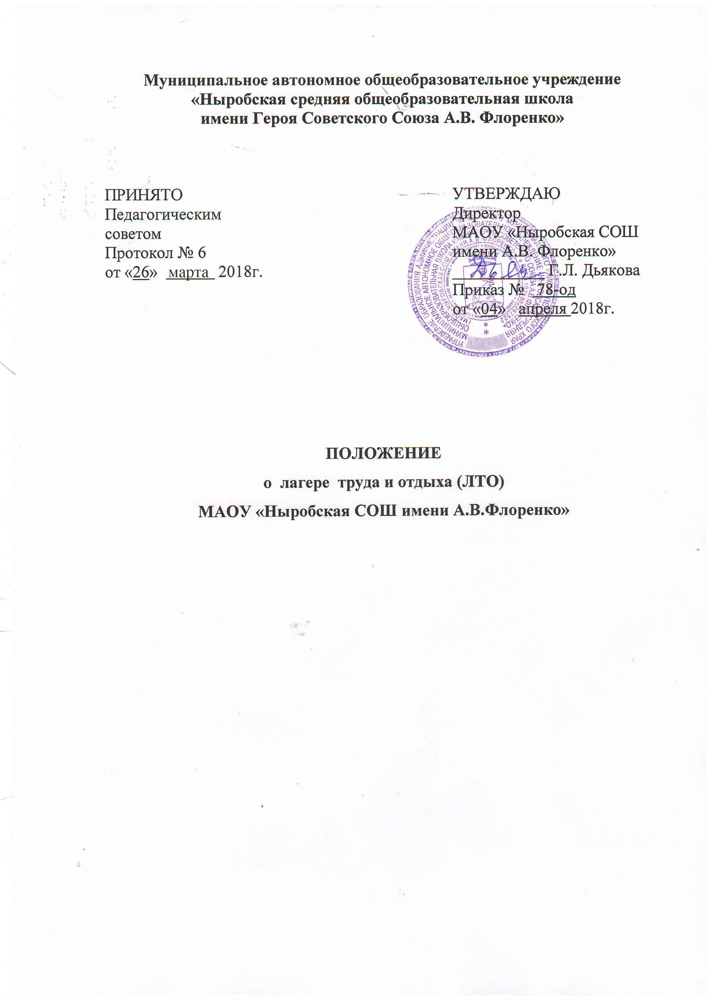 Муниципальное автономное общеобразовательное учреждение
«Ныробская средняя общеобразовательная школа
имени Героя Советского Союза А.В. Флоренко»
ПРИНЯТО
Педагогическим
советом
Протокол № 6
от «26» марта 2018г.
УТВЕРЖДАЮ
Директор
МАОУ «Ныробская СОШ
имени А.В. Флоренко»
Г.Л. Дьякова
Приказ № 78-од
от «04» апреля 2018г.
ПОЛОЖЕНИЕ
о лагере труда и отдыха (ЛТО)
МАОУ «Ныробская СОШ имени А.В.Флоренко»